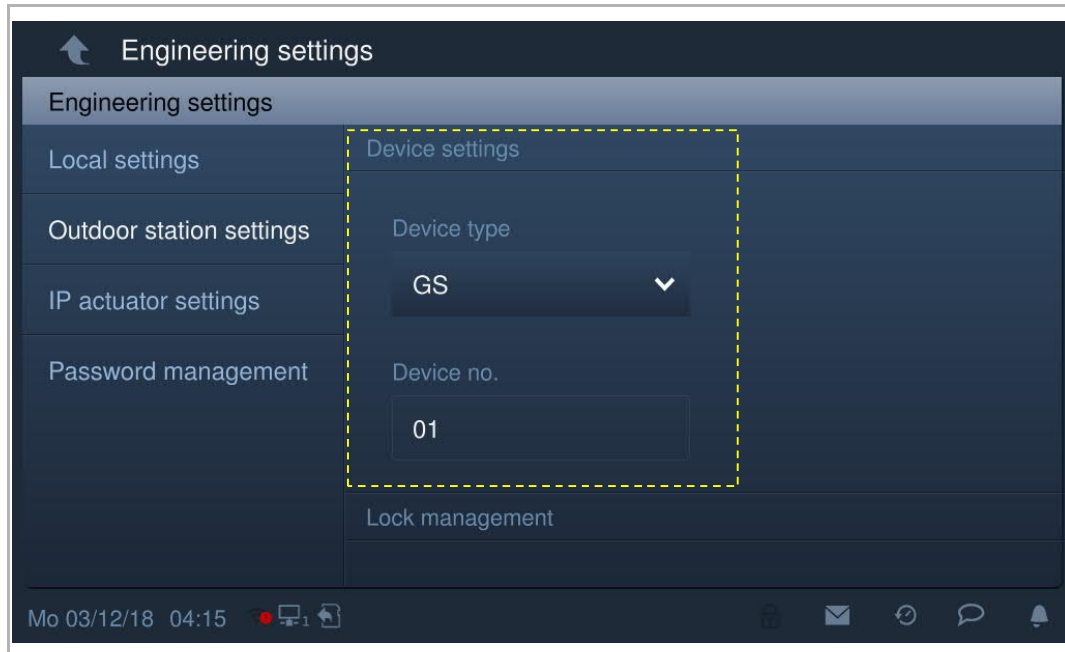 Engineering settings
Engineering settings
Local settings
Outdoor station settings
IP actuator settings
Password management
Device settings
Device type
GS
Device no.
01
Lock management
Mo 03/12/18 04:15
1